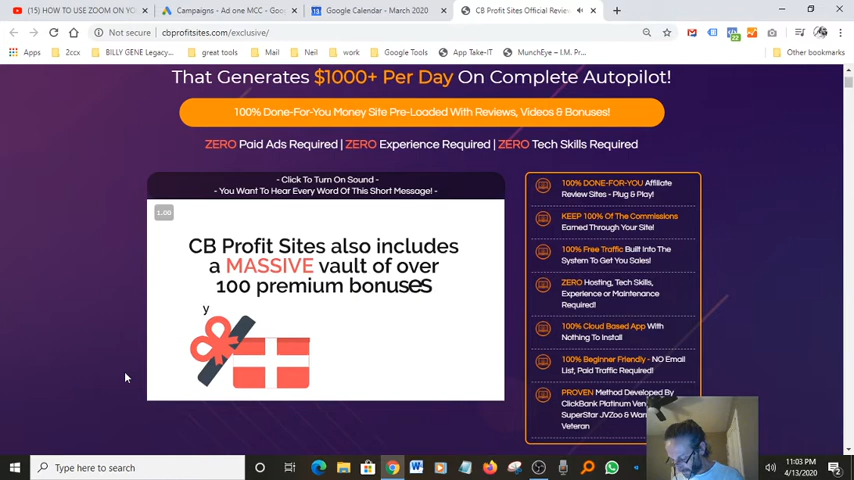 (15) HOW TO USE ZOOM ON YO
Campaigns - Ad one MCC - Goo
Google Calendar - March 2020
CB Profit Sites Official Revie
Not secure
cbprofitsites.com/exclusive/
Apps
2ccx
BILLY GENE Legacy...
great tools
Mail
Neil
work
Google Tools
App Take-IT
MunchEye – I.M. Pr...
Other bookmarks
22
That Generates $1000+ Per Day On Complete Autopilot!
100% Done-For-You Money Site Pre-Loaded With Reviews, Videos & Bonuses!
ZERO Paid Ads Required | ZERO Experience Required | ZERO Tech Skills Required
- Click To Turn On Sound -
- You Want To Hear Every Word Of This Short Message! -
1.00
CB Profit Sites also includes
a MASSIVE vault of over
100 premium bonuses
y
100% DONE-FOR-YOU Affiliate
Review Sites - Plug & Play!
KEEP 100% Of The Commissions
Earned Through Your Site!
100% Free Traffic Built Into The
System To Get You Sales!
ZERO Hosting, Tech Skills,
Experience or Maintenance
Required!
100% Cloud Based App With
Nothing To Install
100% Beginner Friendly - NO Email
List, Paid Traffic Required!
PROVEN Method Developed By
ClickBank Platinum Ven
SuperStar JVZoo & War
Veteran
Type here to search
11:03 PM
4/13/2020
2